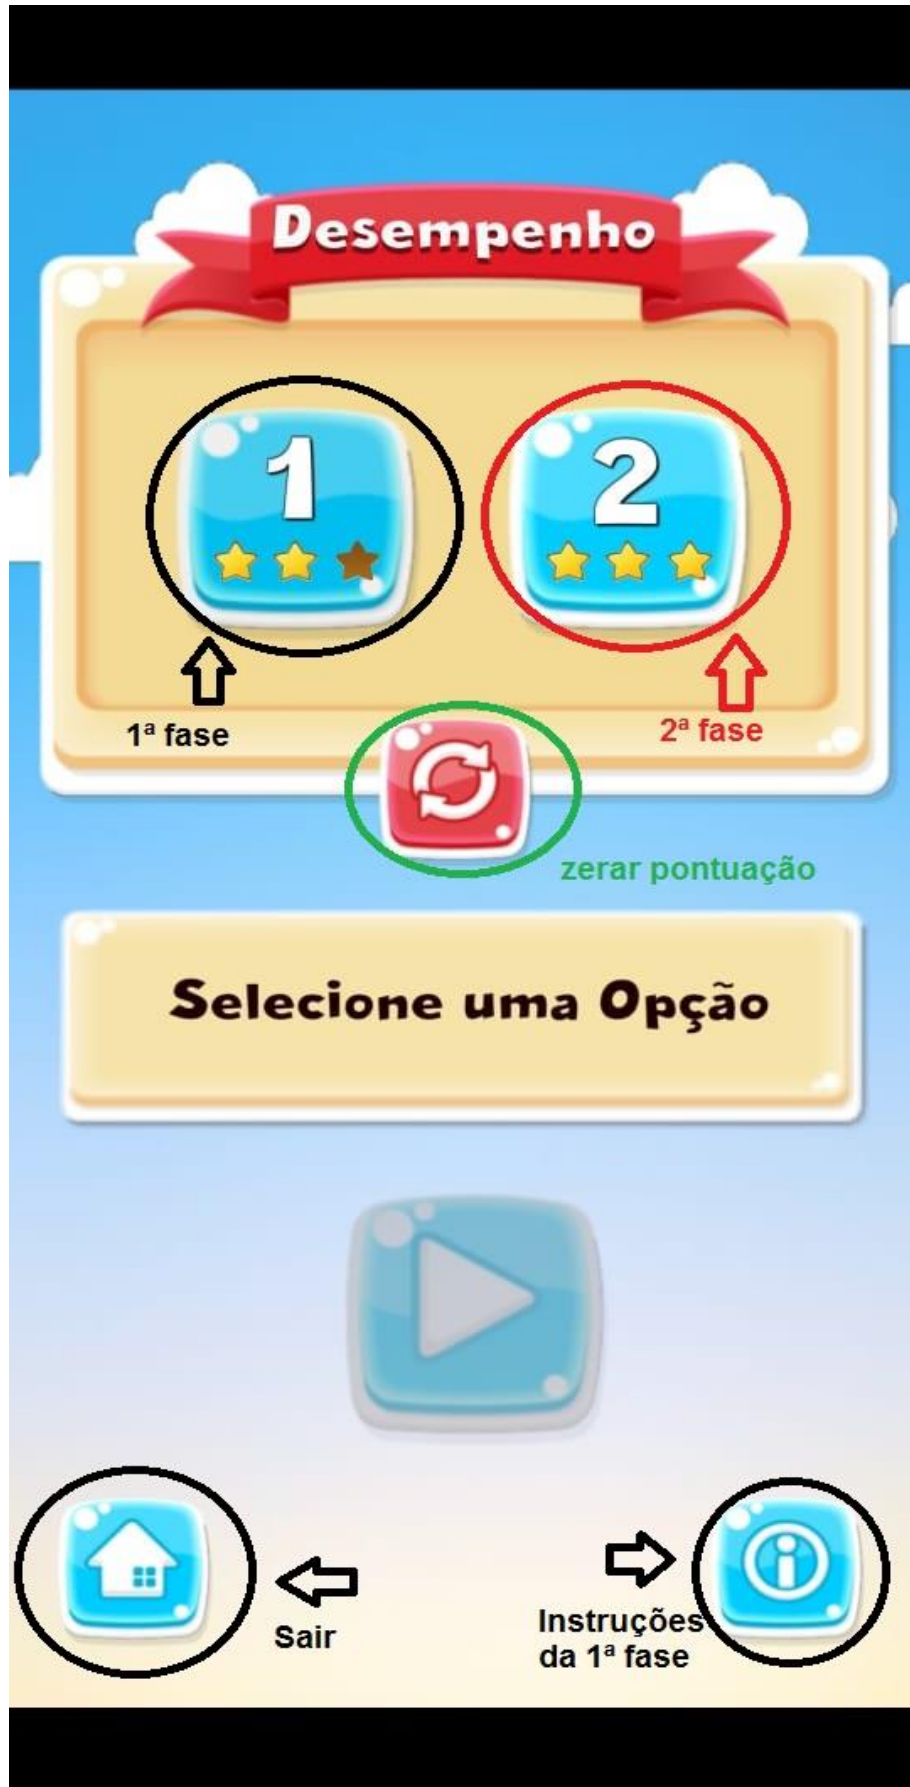 Desempenho
1
2
1ª fase
2ª fase
zerar pontuação
Selecione uma Opção
Sair
Instruções
da 1ª fase